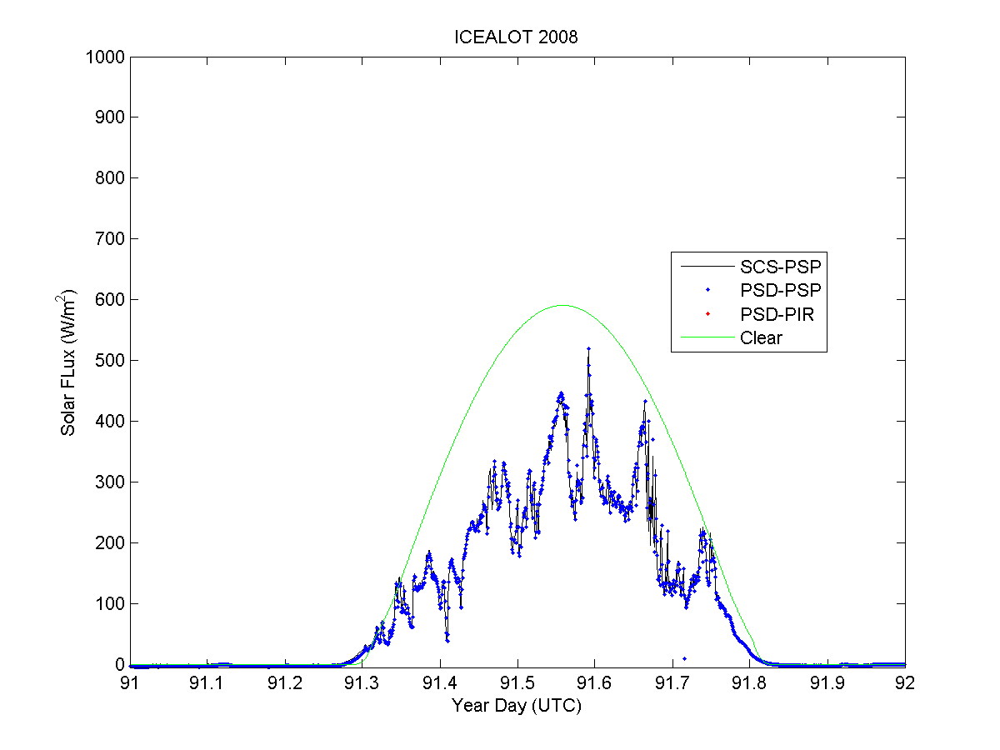 ICEALOT 2008
1000
900
800
700
600
500
400
300
200
100
0
Solar FLux (W/m²)
SCS-PSP
PSD-PSP
PSD-PIR
Clear
91 91.1 91.2 91.3 91.4 91.5 91.6 91.7 91.8 91.9 92
Year Day (UTC)